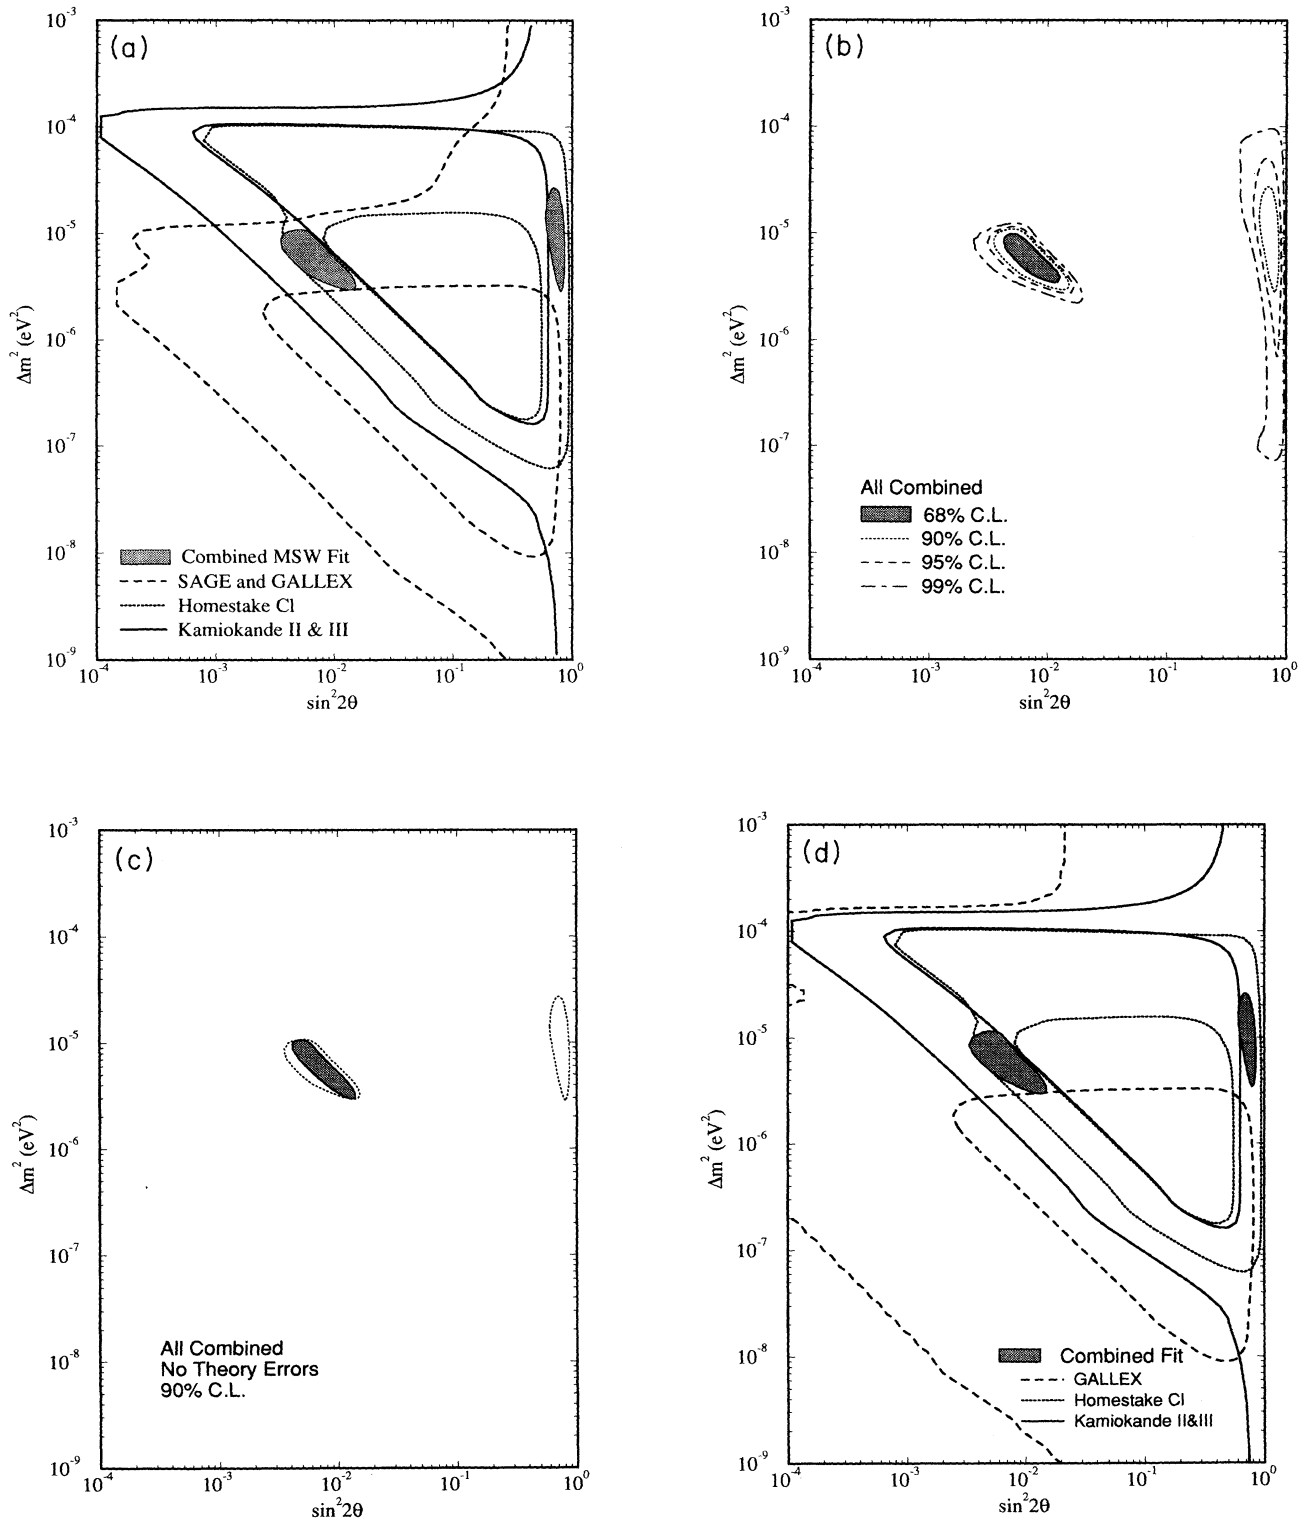 (a)
10⁻³
10⁻⁴
10⁻⁵
10⁻⁶
10⁻⁷
10⁻⁸
10⁻⁹
Δm² (eV²)
Combined MSW Fit
SAGE and GALLEX
Homestake Cl
Kamiokande II & III
10⁻⁴ 10⁻³ 10⁻² 10⁻¹ 10⁰
sin²2θ
(b)
10⁻³
10⁻⁴
10⁻⁵
10⁻⁶
10⁻⁷
10⁻⁸
10⁻⁹
Δm² (eV²)
All Combined
68% C.L.
90% C.L.
95% C.L.
99% C.L.
10⁻⁴ 10⁻³ 10⁻² 10⁻¹ 10⁰
sin²2θ
(c)
10⁻³
10⁻⁴
10⁻⁵
10⁻⁶
10⁻⁷
10⁻⁸
10⁻⁹
Δm² (eV²)
All Combined
No Theory Errors
90% C.L.
10⁻⁴ 10⁻³ 10⁻² 10⁻¹ 10⁰
sin²2θ
(d)
10⁻³
10⁻⁴
10⁻⁵
10⁻⁶
10⁻⁷
10⁻⁸
10⁻⁹
Δm² (eV²)
Combined Fit
GALLEX
Homestake Cl
Kamiokande II&III
10⁻⁴ 10⁻³ 10⁻² 10⁻¹ 10⁰
sin²2θ